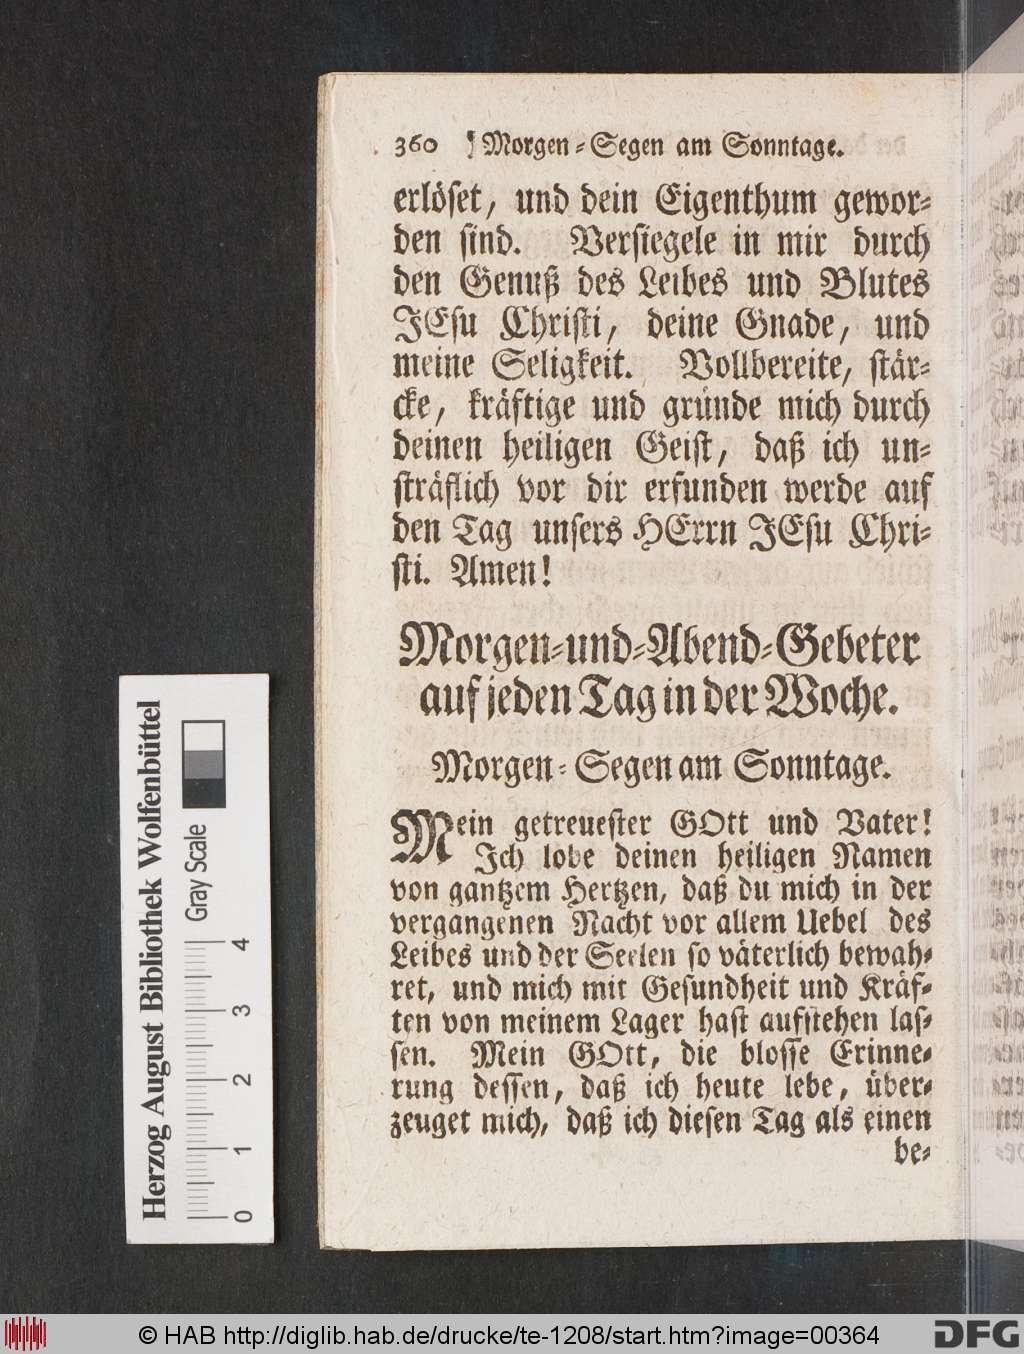 360 Morgen-Segen am Sonntage.
erlöset, und dein Eigenthum gewor-
den sind. Versiegele in mir durch
den Genuß des Leibes und Blutes
JEsu Christi, deine Gnade, und
meine Seligkeit. Vollbereite, stär-
cke, kräftige und gründe mich durch
deinen heiligen Geist, daß ich un-
sträflich vor dir erfunden werde auf
den Tag unsers HErrn JEsu Chri-
sti. Amen!
Morgen-und-Abend-Gebeter
auf jeden Tag in der Woche.
Morgen-Segen am Sonntage.
Mein getreuester GOtt und Vater!
Ich lobe deinen heiligen Namen
von gantzem Hertzen, daß du mich in der
vergangenen Nacht vor allem Uebel des
Leibes und der Seelen so väterlich bewah-
ret, und mich mit Gesundheit und Kräf-
ten von meinem Lager hast aufstehen las-
sen. Mein GOtt, die blosse Erinne-
rung dessen, daß ich heute lebe, über-
zeuget mich, daß ich diesen Tag als einen
be-
Herzog August Bibliothek Wolfenbüttel
Gray Scale
0 1 2 3 4
© HAB http://diglib.hab.de/drucke/te-1208/start.htm?image=00364
DFG